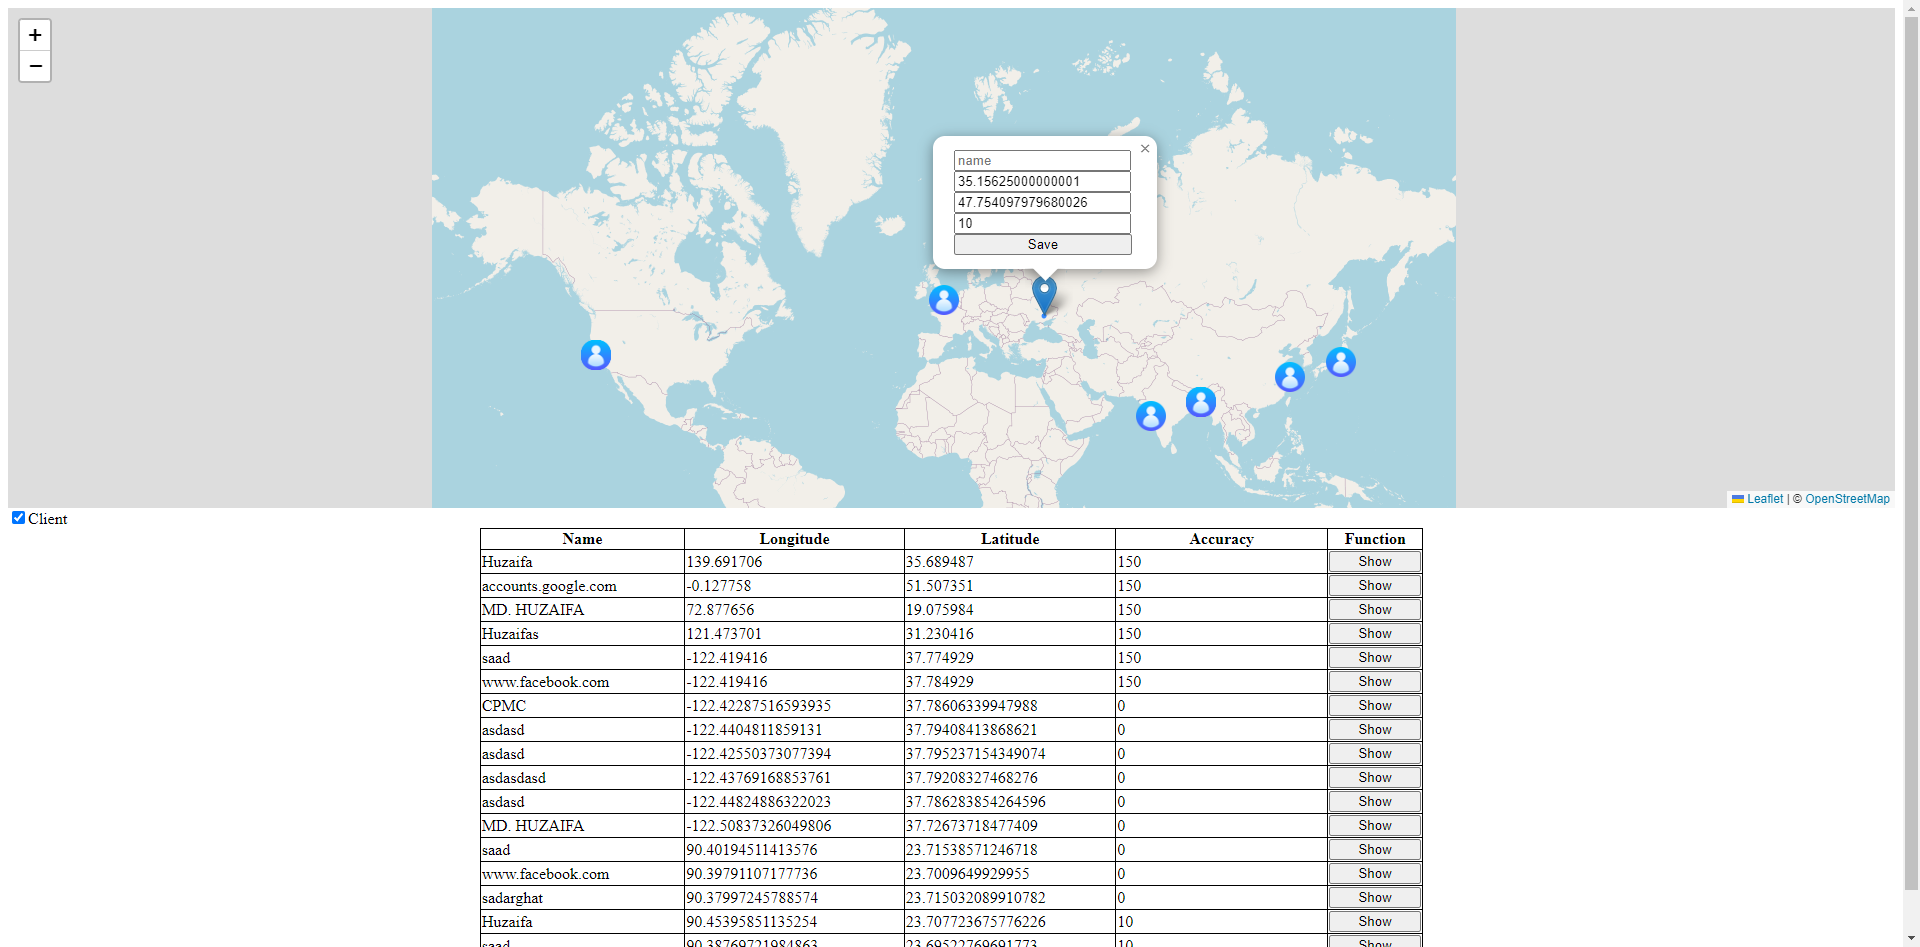 +
−
×
name
35.15625000000001
47.754097979680026
10
Save
Leaflet | © OpenStreetMap
Client
Name Longitude Latitude Accuracy Function
Huzaifa 139.691706 35.689487 150 Show
accounts.google.com -0.127758 51.507351 150 Show
MD. HUZAIFA 72.877656 19.075984 150 Show
Huzaifas 121.473701 31.230416 150 Show
saad -122.419416 37.774929 150 Show
www.facebook.com -122.419416 37.784929 150 Show
CPMC -122.42287516593935 37.78606339947988 0 Show
asdasd -122.4404811859131 37.79408413868621 0 Show
asdasd -122.42550373077394 37.795237154349074 0 Show
asdasdasd -122.43769168853761 37.79208327468276 0 Show
asdasd -122.44824886322023 37.786283854264596 0 Show
MD. HUZAIFA -122.50837326049806 37.72673718477409 0 Show
saad 90.40194511413576 23.71538571246718 0 Show
www.facebook.com 90.39791107177736 23.7009649929955 0 Show
sadarghat 90.37997245788574 23.715032089910782 0 Show
Huzaifa 90.45395851135254 23.707723675776226 10 Show
saad 90.38769721984863 23.69522769691773 10 Show